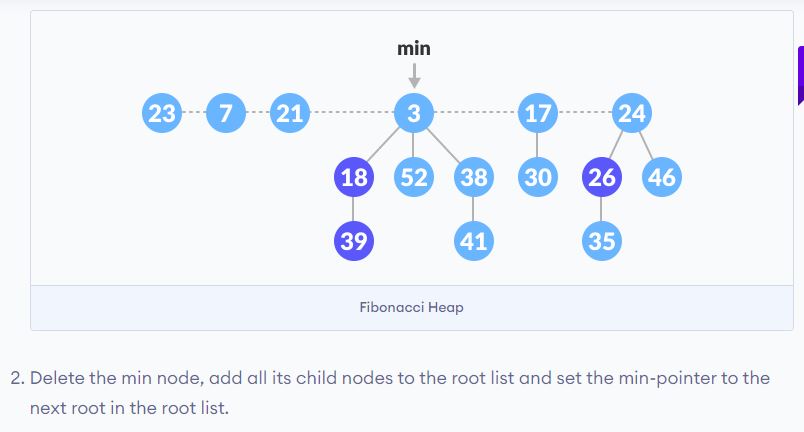 min
23 7 21 3 17 24
18 52 38 30 26 46
39 41 35
Fibonacci Heap
2. Delete the min node, add all its child nodes to the root list and set the min-pointer to the
next root in the root list.